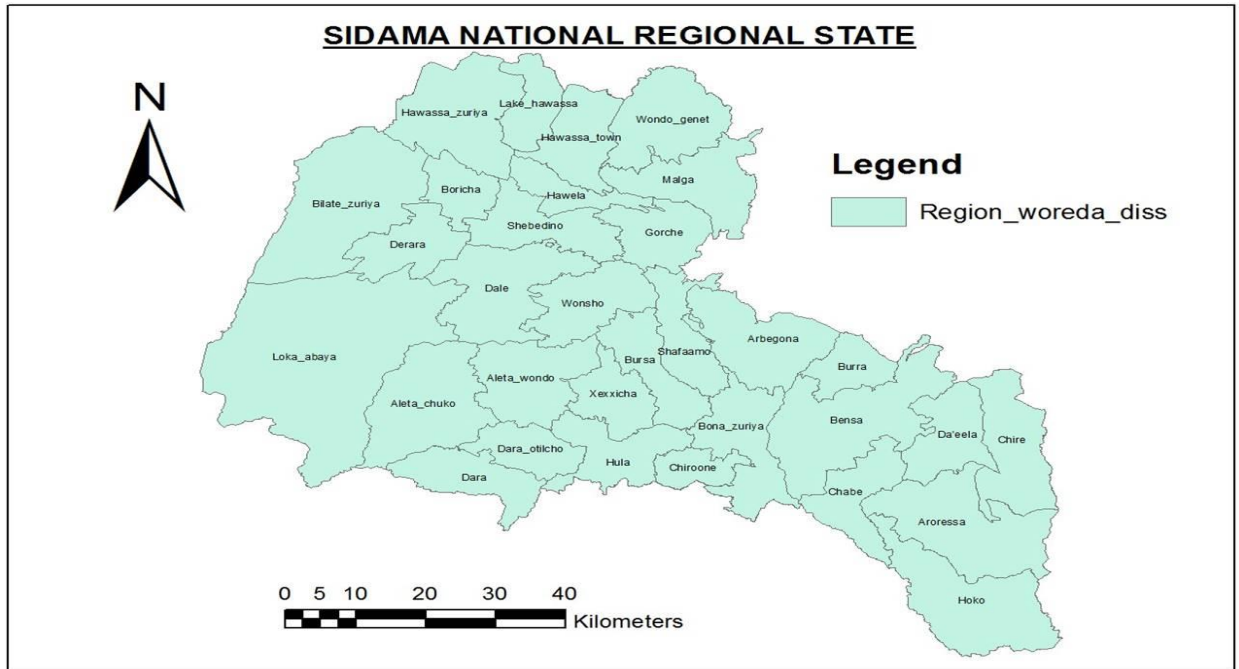 SIDAMA NATIONAL REGIONAL STATE
N
Lake_hawassa
Hawassa_zuriya
Wondo_genet
Hawassa_town
Legend
Malga
Boricha
Hawela
Bilate_zuriya
Region_woreda_diss
Shebedino
Gorche
Derara
Dale
Wonsho
Arbegona
Shafaamo
Loka_abaya
Bursa
Burra
Aleta_wondo
Xexxicha
Aleta_chuko
Bensa
Bona_zuriya
Da'eela
Chire
Dara_otilcho
Hula
Chiroone
Dara
Chabe
Aroressa
0 5 10 20 30 40
Hoko
Kilometers